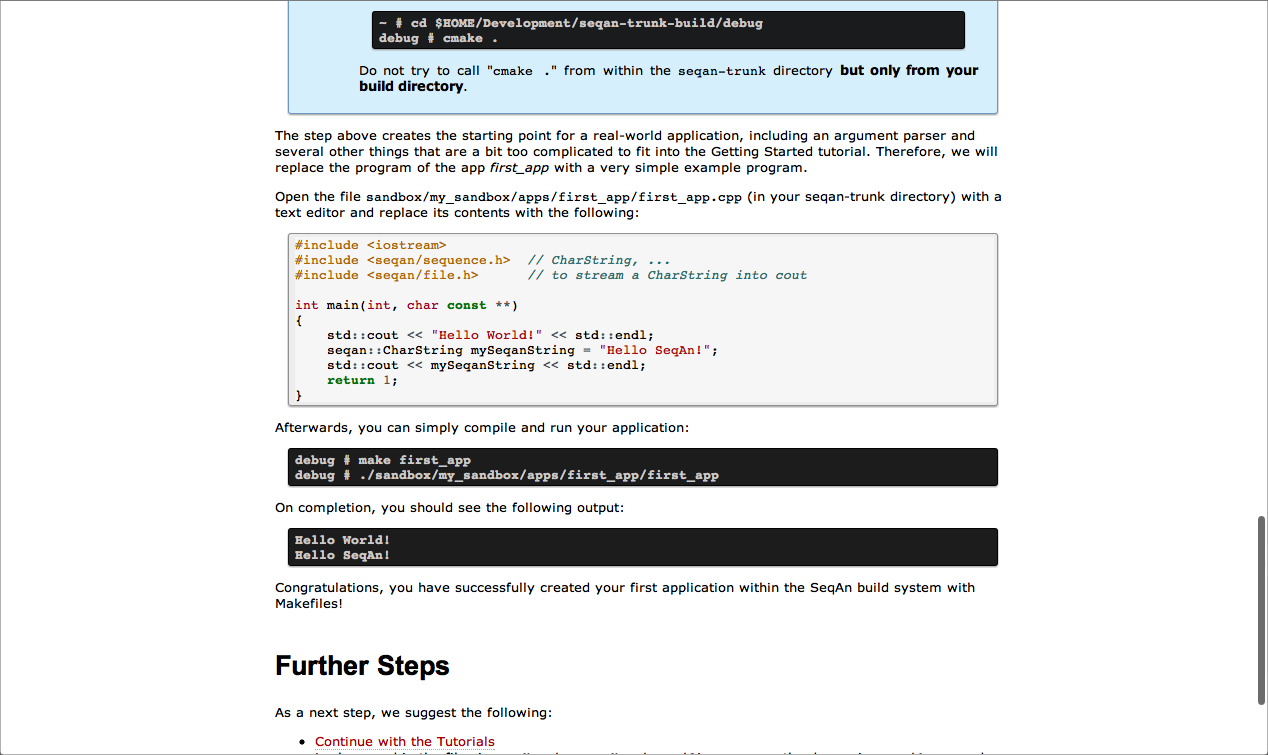 ~ # cd $HOME/Development/seqan-trunk-build/debug
debug # cmake .
Do not try to call "cmake ." from within the seqan-trunk directory but only from your
build directory.
The step above creates the starting point for a real-world application, including an argument parser and
several other things that are a bit too complicated to fit into the Getting Started tutorial. Therefore, we will
replace the program of the app first_app with a very simple example program.
Open the file sandbox/my_sandbox/apps/first_app/first_app.cpp (in your seqan-trunk directory) with a
text editor and replace its contents with the following:
#include <iostream>
#include <seqan/sequence.h>  // CharString, ...
#include <seqan/file.h>      // to stream a CharString into cout
int main(int, char const **)
{
    std::cout << "Hello World!" << std::endl;
    seqan::CharString mySeqanString = "Hello SeqAn!";
    std::cout << mySeqanString << std::endl;
    return 1;
}
Afterwards, you can simply compile and run your application:
debug # make first_app
debug # ./sandbox/my_sandbox/apps/first_app/first_app
On completion, you should see the following output:
Hello World!
Hello SeqAn!
Congratulations, you have successfully created your first application within the SeqAn build system with
Makefiles!
Further Steps
As a next step, we suggest the following:
• Continue with the Tutorials